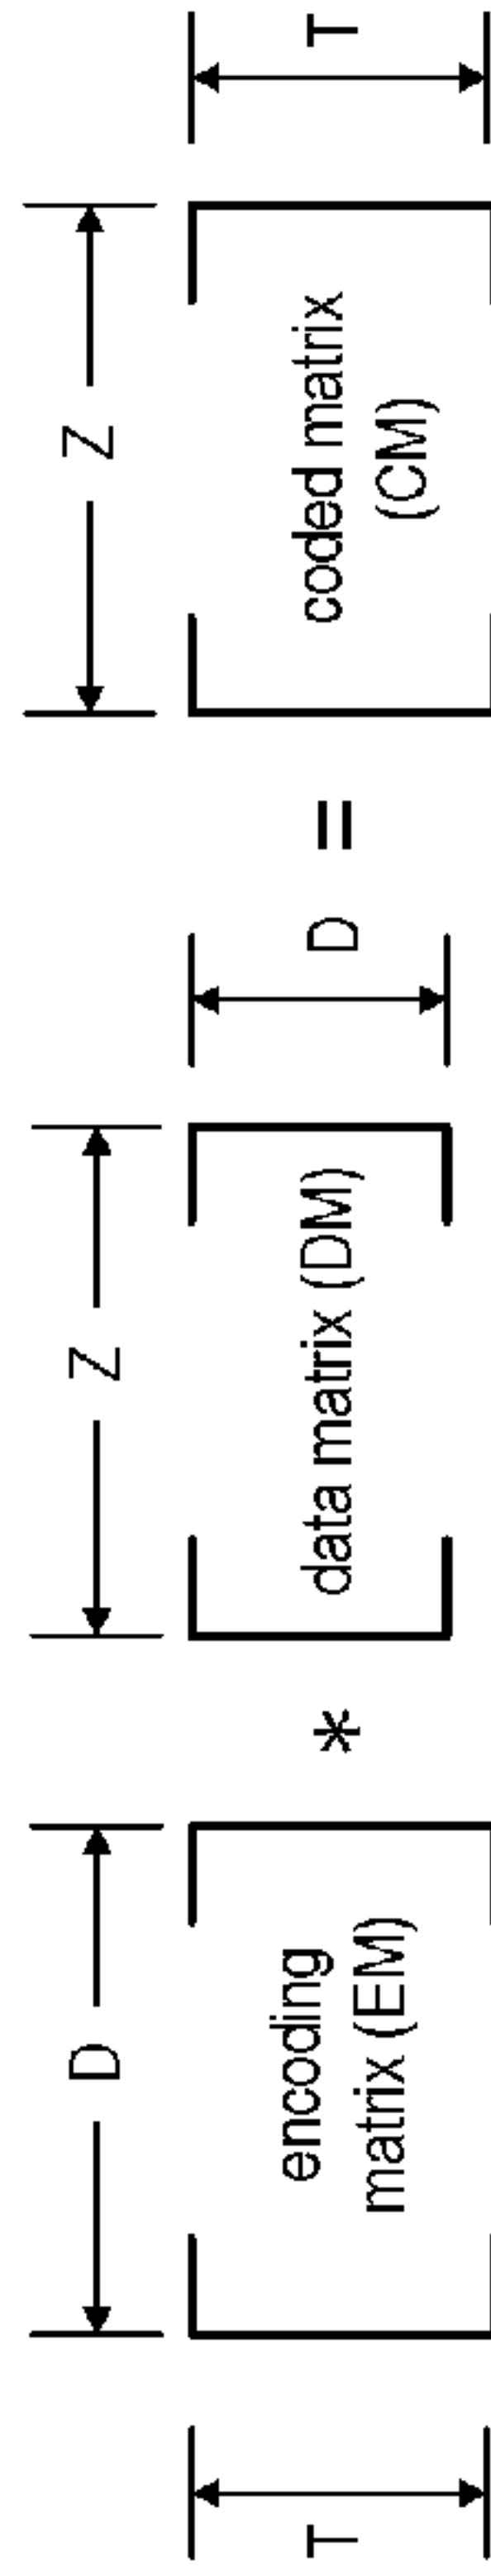 T
D
encoding
matrix (EM)
*
Z
data matrix (DM)
D
=
Z
coded matrix
(CM)
T